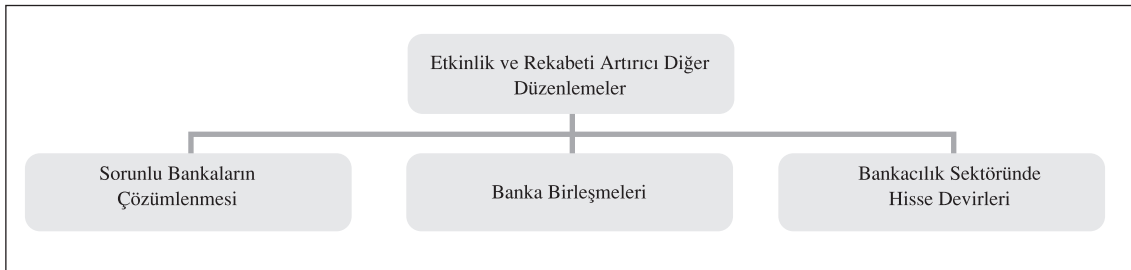 Etkinlik ve Rekabeti Artırıcı Diğer
Düzenlemeler
Sorunlu Bankaların
Çözümlenmesi
Banka Birleşmeleri
Bankacılık Sektöründe
Hisse Devirleri